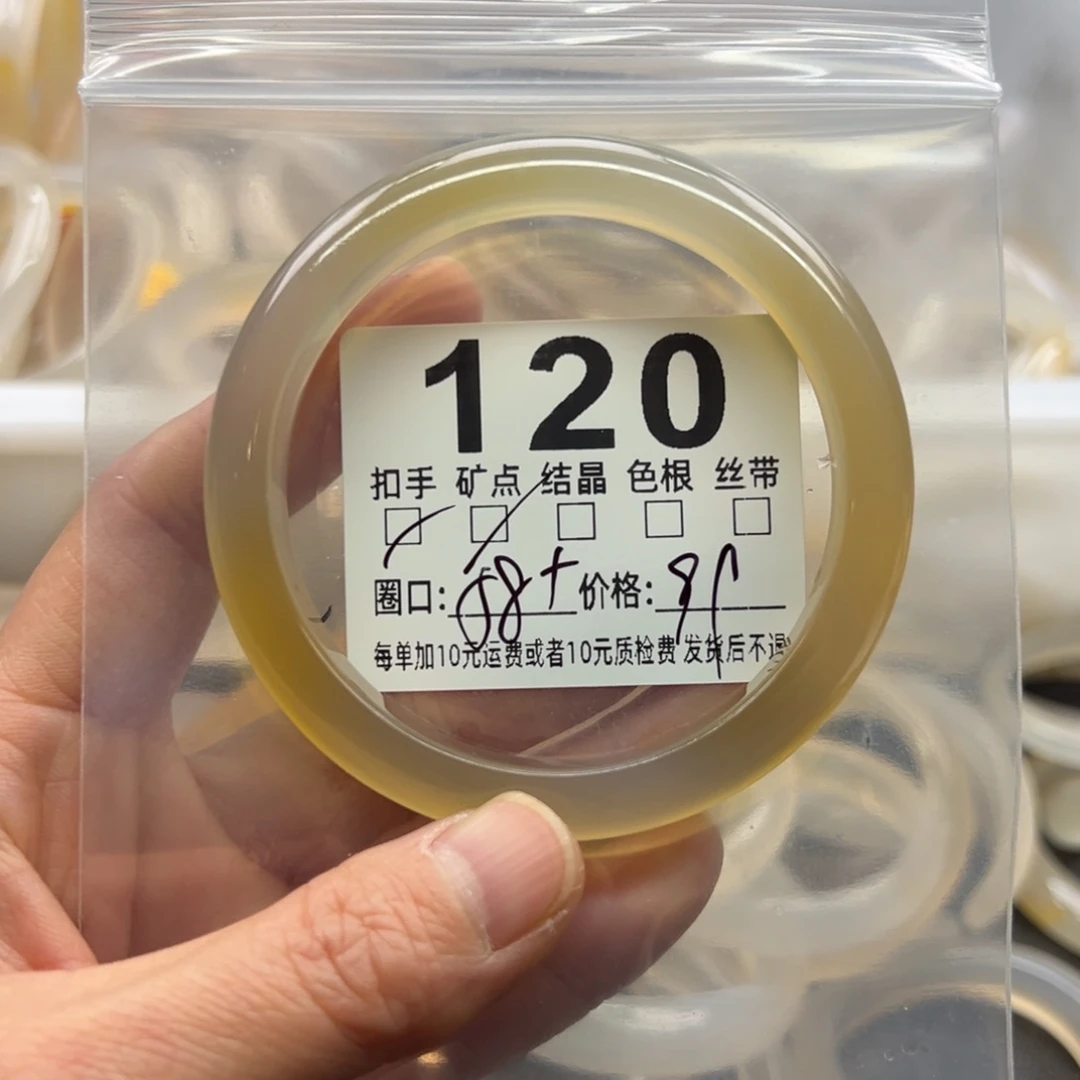 120
扣手 矿点 结晶 色根 丝带
圈口: 58+ 价格:
每单加10元运费或者10元质检费 发货后不退